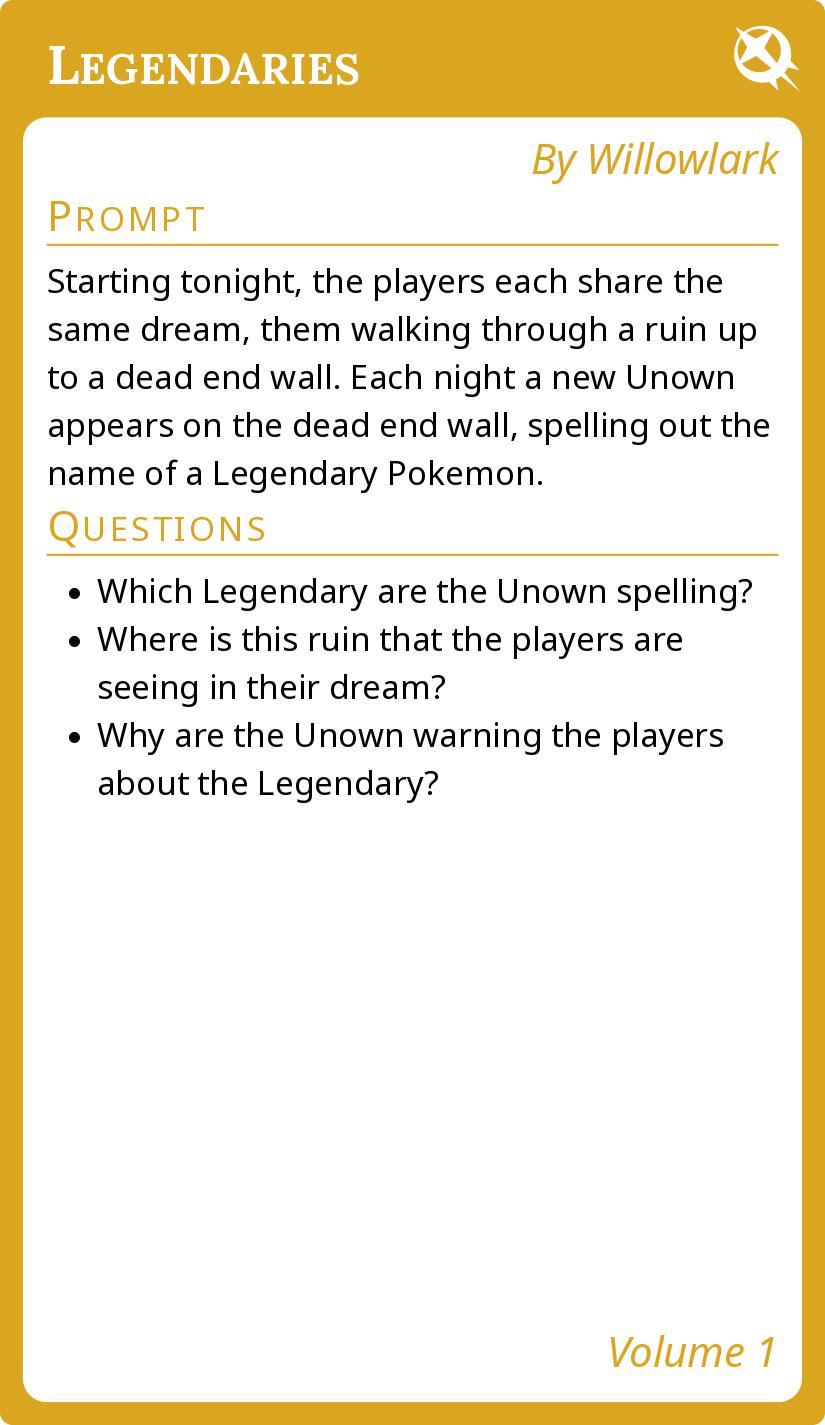 Legendaries
By Willowlark
Prompt
Starting tonight, the players each share the
same dream, them walking through a ruin up
to a dead end wall. Each night a new Unown
appears on the dead end wall, spelling out the
name of a Legendary Pokemon.
Questions
• Which Legendary are the Unown spelling?
• Where is this ruin that the players are
seeing in their dream?
• Why are the Unown warning the players
about the Legendary?
Volume 1